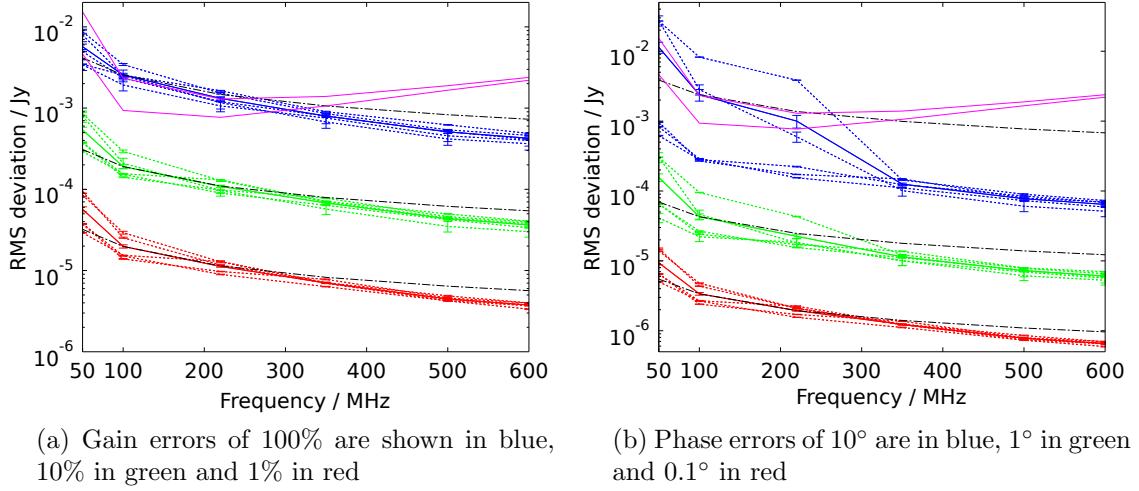 10^-2
10^-3
10^-4
10^-5
10^-6
RMS deviation / Jy
50 100 200 300 400 500 600
Frequency / MHz
(a) Gain errors of 100% are shown in blue,
10% in green and 1% in red
10^-2
10^-3
10^-4
10^-5
10^-6
RMS deviation / Jy
50 100 200 300 400 500 600
Frequency / MHz
(b) Phase errors of 10° are in blue, 1° in green
and 0.1° in red